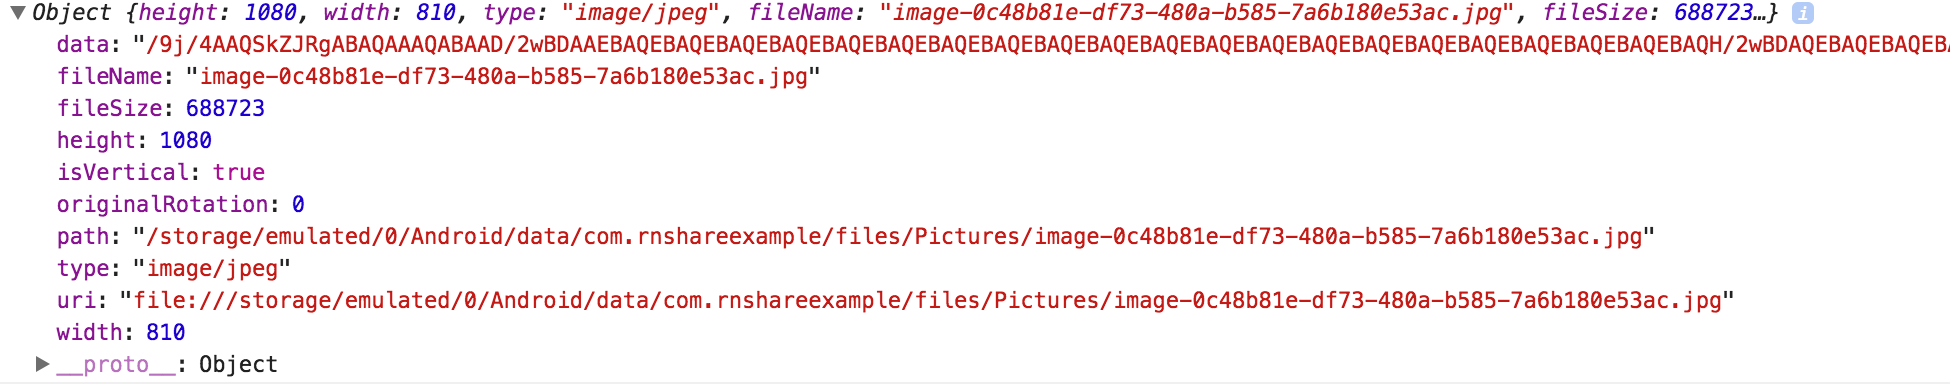 ▼ Object {height: 1080, width: 810, type: "image/jpeg", fileName: "image-0c48b81e-df73-480a-b585-7a6b180e53ac.jpg", fileSize: 688723…} i
data: "/9j/4AAQSkZJRgABAQAAAQABAAD/2wBDAAEBAQEBAQEBAQEBAQEBAQEBAQEBAQEBAQEBAQEBAQEBAQEBAQEBAQEBAQEBAQEBAQEBAQEBAQEBAQH/2wBDAQEBAQEBAQEBA
fileName: "image-0c48b81e-df73-480a-b585-7a6b180e53ac.jpg"
fileSize: 688723
height: 1080
isVertical: true
originalRotation: 0
path: "/storage/emulated/0/Android/data/com.rnshareexample/files/Pictures/image-0c48b81e-df73-480a-b585-7a6b180e53ac.jpg"
type: "image/jpeg"
uri: "file:///storage/emulated/0/Android/data/com.rnshareexample/files/Pictures/image-0c48b81e-df73-480a-b585-7a6b180e53ac.jpg"
width: 810
▶ __proto__: Object